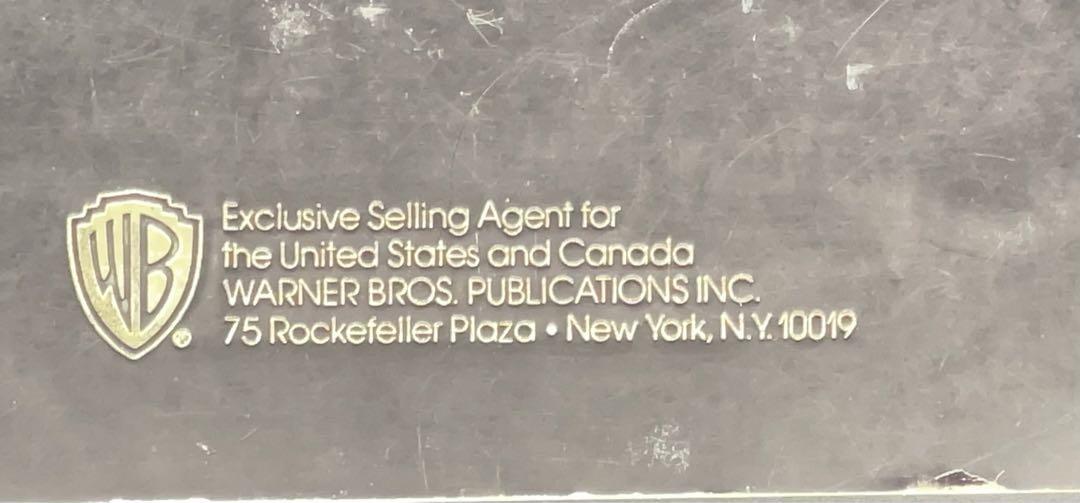 WB®
Exclusive Selling Agent for
the United States and Canada
WARNER BROS. PUBLICATIONS INC.
75 Rockefeller Plaza • New York, N.Y. 10019